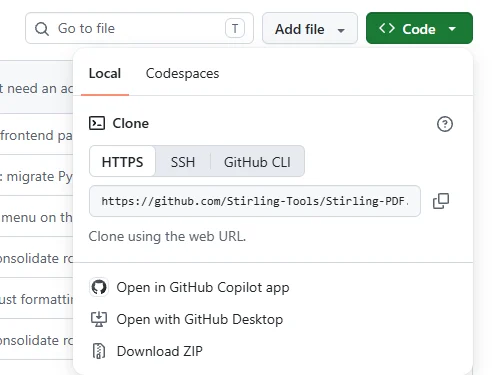 Go to file T Add file Code
Local Codespaces
t need an ac
Clone
frontend pa
HTTPS SSH GitHub CLI
: migrate Py
https://github.com/Stirling-Tools/Stirling-PDF.
menu on th
Clone using the web URL.
onsolidate ro
Open in GitHub Copilot app
ust formattin
Open with GitHub Desktop
onsolidate ro
Download ZIP